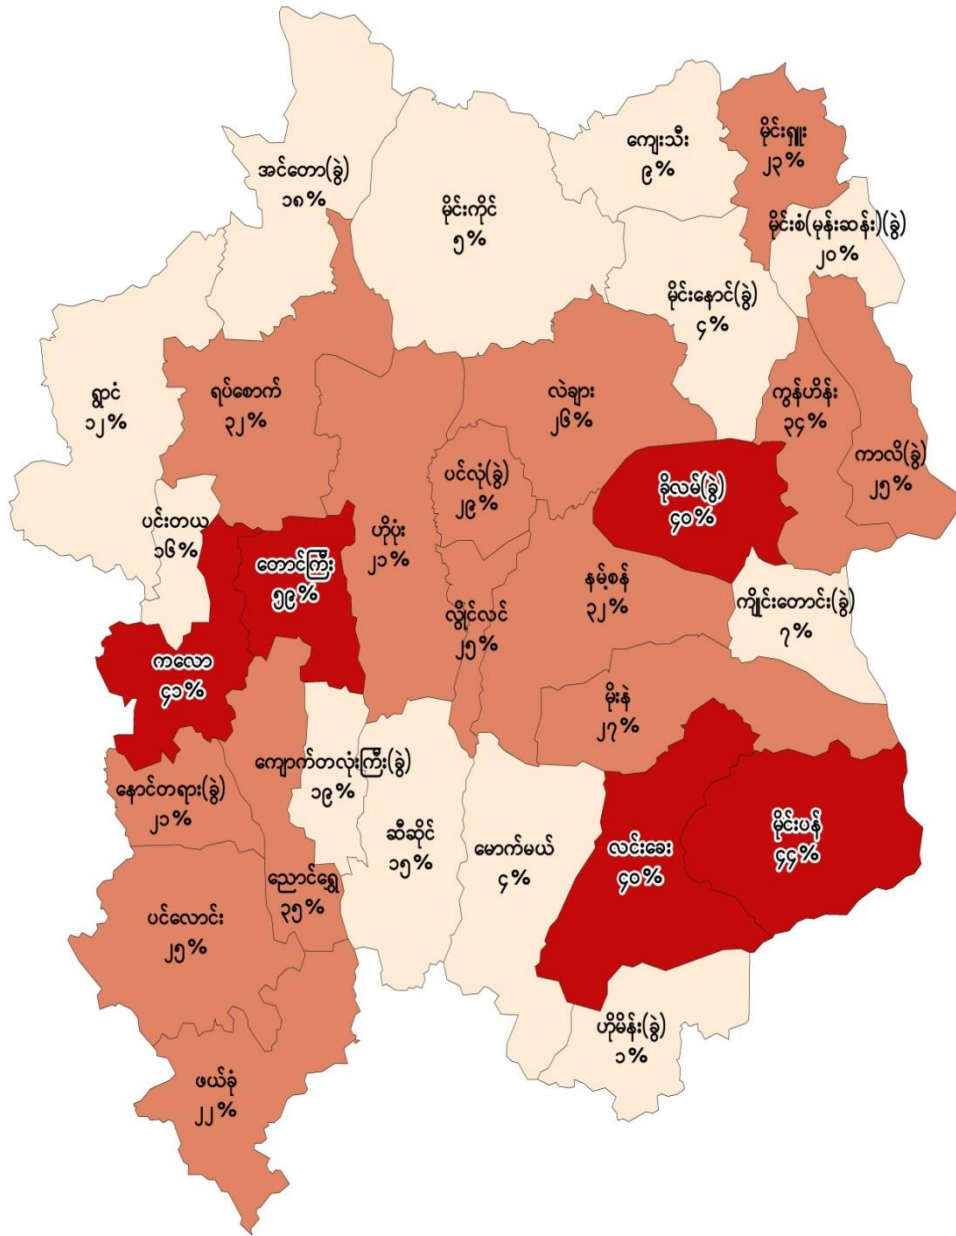 မိုင်းရှူး
၂၃%
ကျေးသီး
၉%
အင်တော(ခွဲ)
၁၈%
မိုင်းကိုင်
၅%
မိုင်းစံ(မုန်းဆန်း)(ခွဲ)
၂၀%
မိုင်းနောင်(ခွဲ)
၄%
ရွာငံ
၁၂%
ရပ်စောက်
၃၂%
လဲချား
၂၆%
ကွန်ဟိန်း
၃၄%
ကာလိ(ခွဲ)
၂၅%
ပင်လုံ(ခွဲ)
၂၉%
ခိုလမ်(ခွဲ)
၄၀%
ပင်းတယ
၁၆%
ဟိုပုံး
၂၁%
တောင်ကြီး
၅၉%
နမ့်စန်
၃၂%
ကျိုင်းတောင်း(ခွဲ)
၇%
လွိုင်လင်
၂၅%
ကလော
၄၁%
မိုးနဲ
၂၇%
ကျောက်တလုံးကြီး(ခွဲ)
၁၉%
နောင်တရား(ခွဲ)
၂၁%
ဆီဆိုင်
၁၅%
မောက်မယ်
၄%
လင်းခေး
၄၀%
မိုင်းပန်
၄၄%
ညောင်ရွှေ
၃၅%
ပင်လောင်း
၂၅%
ဟိုမိန်း(ခွဲ)
၁%
ဖယ်ခုံ
၂၂%